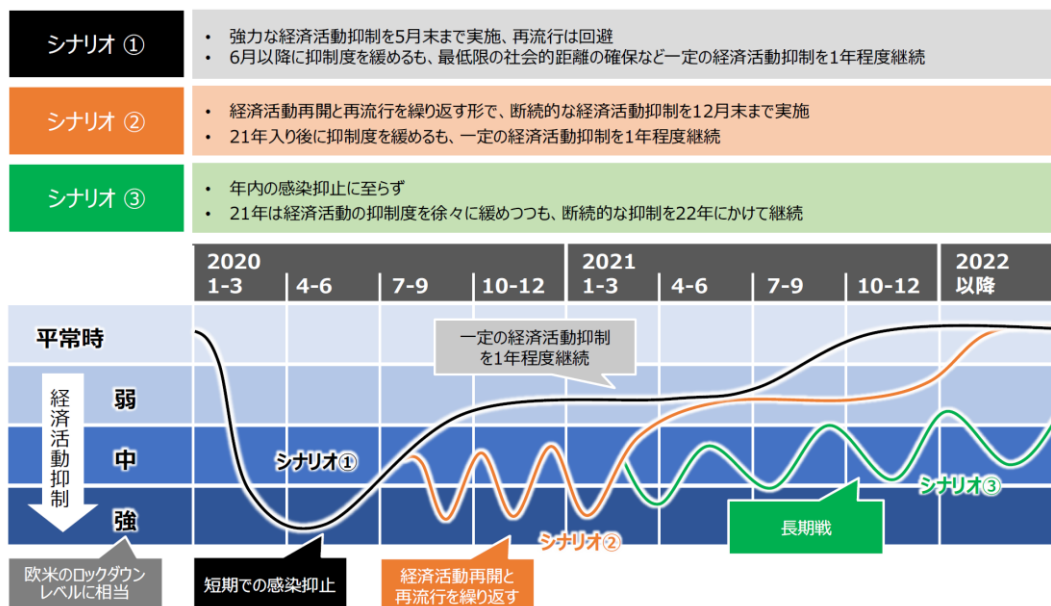 シナリオ ①
• 強力な経済活動抑制を5月末まで実施、再流行は回避
• 6月以降に抑制度を緩めるも、最低限の社会的距離の確保など一定の経済活動抑制を1年程度継続
シナリオ ②
• 経済活動再開と再流行を繰り返す形で、断続的な経済活動抑制を12月末まで実施
• 21年入り後に抑制度を緩めるも、一定の経済活動抑制を1年程度継続
シナリオ ③
• 年内の感染抑止に至らず
• 21年は経済活動の抑制度を徐々に緩めつつも、断続的な抑制を22年にかけて継続
2020 2021 2022
1-3 4-6 7-9 10-12 1-3 4-6 7-9 10-12 以降
平常時
一定の経済活動抑制
を1年程度継続
経済活動抑制
弱
中
強
シナリオ①
シナリオ③
長期戦
シナリオ②
欧米のロックダウン
レベルに相当
短期での感染抑止
経済活動再開と
再流行を繰り返す